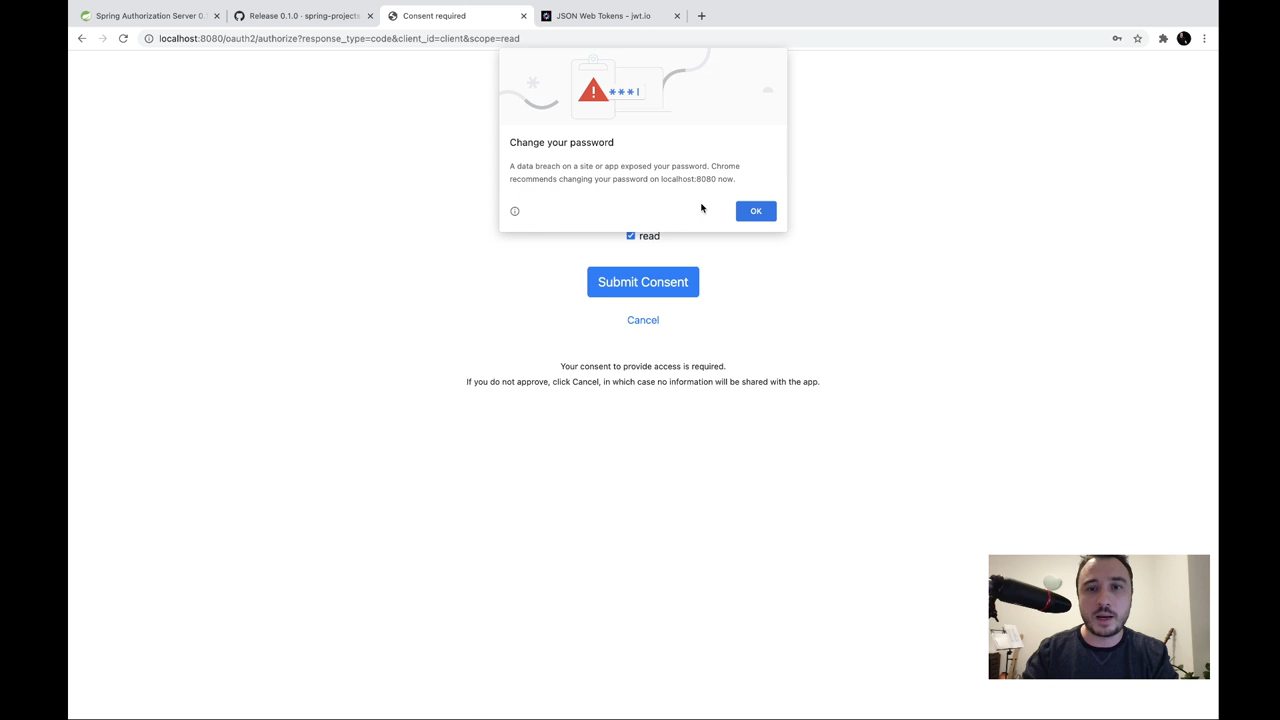 Spring Authorization Server 0.
Release 0.1.0 · spring-projects
Consent required
JSON Web Tokens - jwt.io
localhost:8080/oauth2/authorize?response_type=code&client_id=client&scope=read
***|
Change your password
A data breach on a site or app exposed your password. Chrome
recommends changing your password on localhost:8080 now.
OK
read
Submit Consent
Cancel
Your consent to provide access is required.
If you do not approve, click Cancel, in which case no information will be shared with the app.